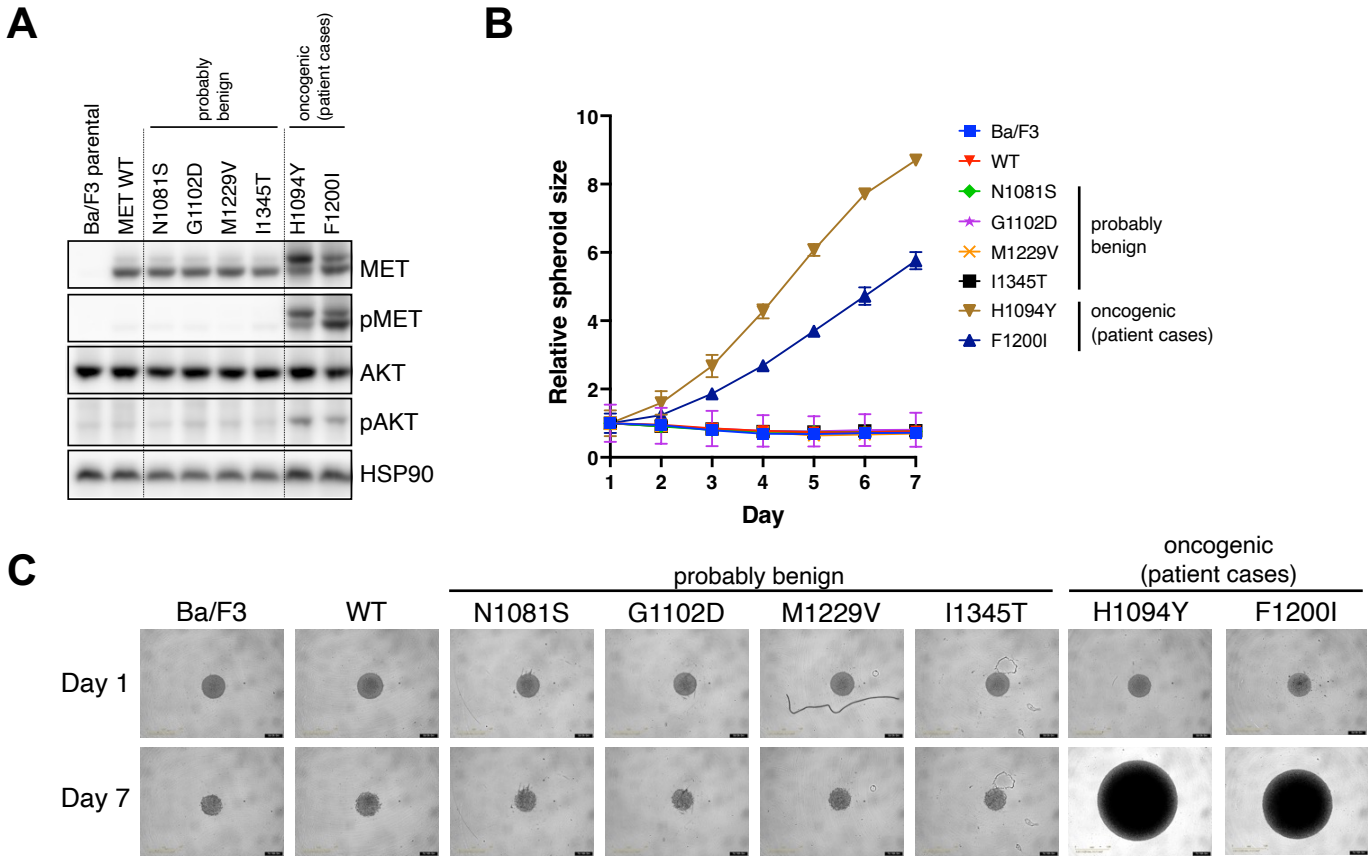 A
probably
benign
oncogenic
(patient cases)
Ba/F3 parental
MET WT
N1081S
G1102D
M1229V
I1345T
H1094Y
F1200I
MET
pMET
AKT
pAKT
HSP90
B
Relative spheroid size
10
8
6
4
2
0
1 2 3 4 5 6 7
Day
Ba/F3
WT
N1081S
G1102D
M1229V
I1345T
H1094Y
F1200I
probably
benign
oncogenic
(patient cases)
C
probably benign
oncogenic
(patient cases)
Ba/F3 WT N1081S G1102D M1229V I1345T H1094Y F1200I
Day 1
Day 7